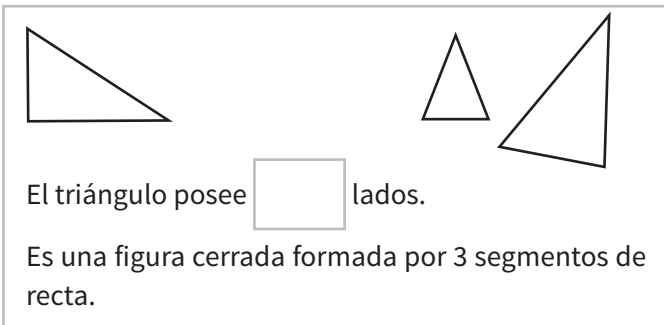 El triángulo posee lados.
Es una figura cerrada formada por 3 segmentos de
recta.